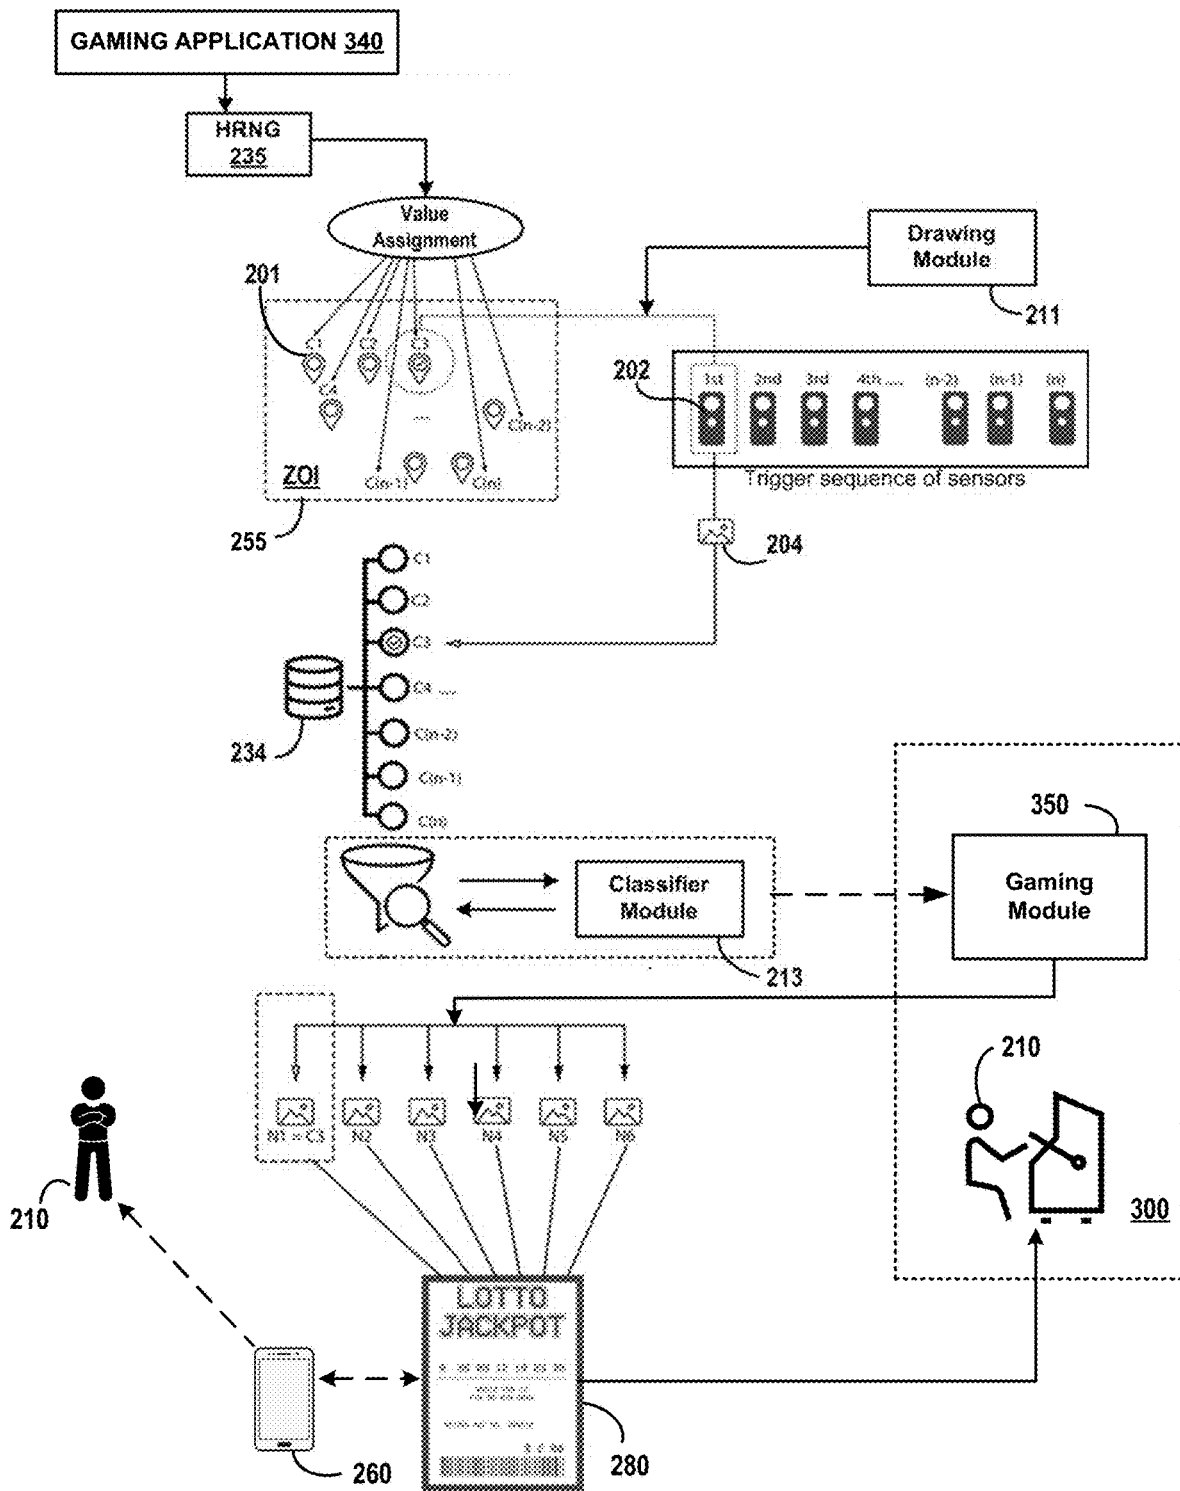 GAMING APPLICATION 340
HRNG
235
Value
Assignment
Drawing
Module
211
201
C1
C2
C3
C4
...
C(n-2)
C(n-1)
C(n)
ZOI
255
202
1st 2nd 3rd 4th .... (n-2) (n-1) (n)
Trigger sequence of sensors
204
C1
C2
C3
C4 ....
C(n-2)
C(n-1)
C(n)
234
350
Gaming
Module
Classifier
Module
213
210
N1 = C3 N2 N3 N4 N5 N6
210
300
LOTTO
JACKPOT
260
280